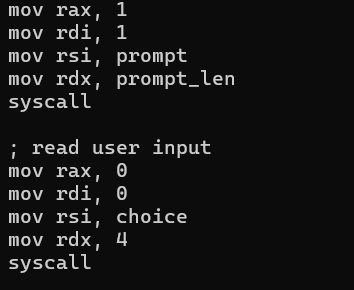 mov rax, 1
mov rdi, 1
mov rsi, prompt
mov rdx, prompt_len
syscall

; read user input
mov rax, 0
mov rdi, 0
mov rsi, choice
mov rdx, 4
syscall